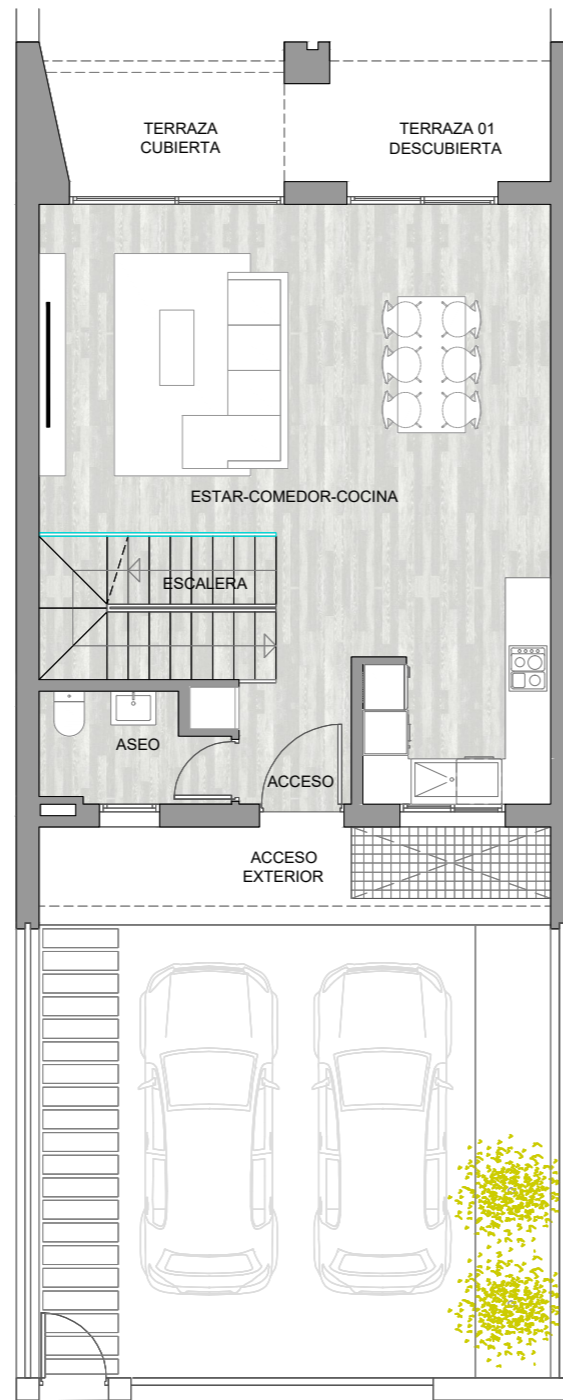 TERRAZA
CUBIERTA
TERRAZA 01
DESCUBIERTA
ESTAR-COMEDOR-COCINA
ESCALERA
ASEO
ACCESO
ACCESO
EXTERIOR